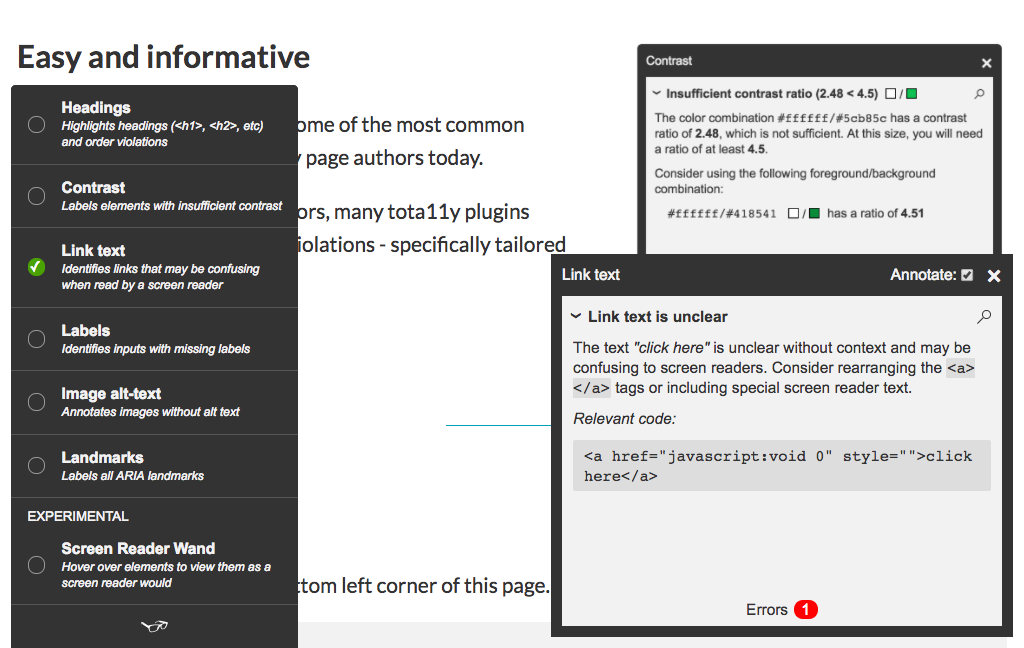 Easy and informative
Headings
Highlights headings (<h1>, <h2>, etc)
and order violations
Contrast
Labels elements with insufficient contrast
Link text
Identifies links that may be confusing
when read by a screen reader
Labels
Identifies inputs with missing labels
Image alt-text
Annotates images without alt text
Landmarks
Labels all ARIA landmarks
EXPERIMENTAL
Screen Reader Wand
Hover over elements to view them as a
screen reader would
ome of the most common
page authors today.
ors, many tota11y plugins
iolations - specifically tailored
ttom left corner of this page.
Contrast
Insufficient contrast ratio (2.48 < 4.5) /
The color combination #ffffff/#5cb85c has a contrast
ratio of 2.48, which is not sufficient. At this size, you will need
a ratio of at least 4.5.
Consider using the following foreground/background
combination:
#ffffff/#418541 / has a ratio of 4.51
Link text Annotate:
Link text is unclear
The text "click here" is unclear without context and may be
confusing to screen readers. Consider rearranging the <a>
</a> tags or including special screen reader text.
Relevant code:
<a href="javascript:void 0" style="">click
here</a>
Errors 1